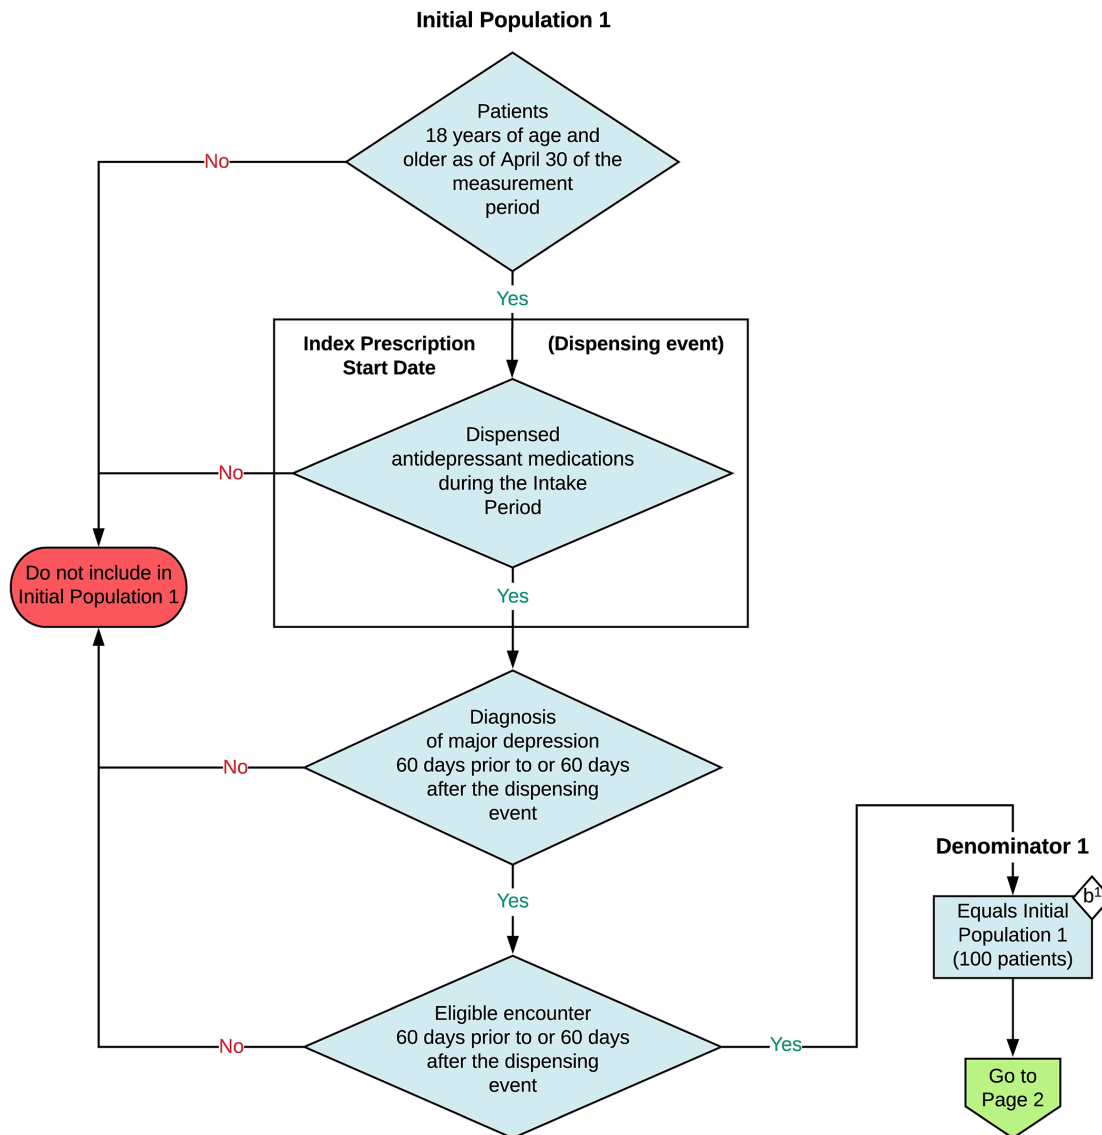 Initial Population 1
Patients
18 years of age and
older as of April 30 of the
measurement
period
No
Yes
Index Prescription
Start Date
(Dispensing event)
Dispensed
antidepressant medications
during the Intake
Period
No
Yes
Do not include in
Initial Population 1
Diagnosis
of major depression
60 days prior to or 60 days
after the dispensing
event
No
Yes
Eligible encounter
60 days prior to or 60 days
after the dispensing
event
No
Yes
Denominator 1
b¹
Equals Initial
Population 1
(100 patients)
Go to
Page 2